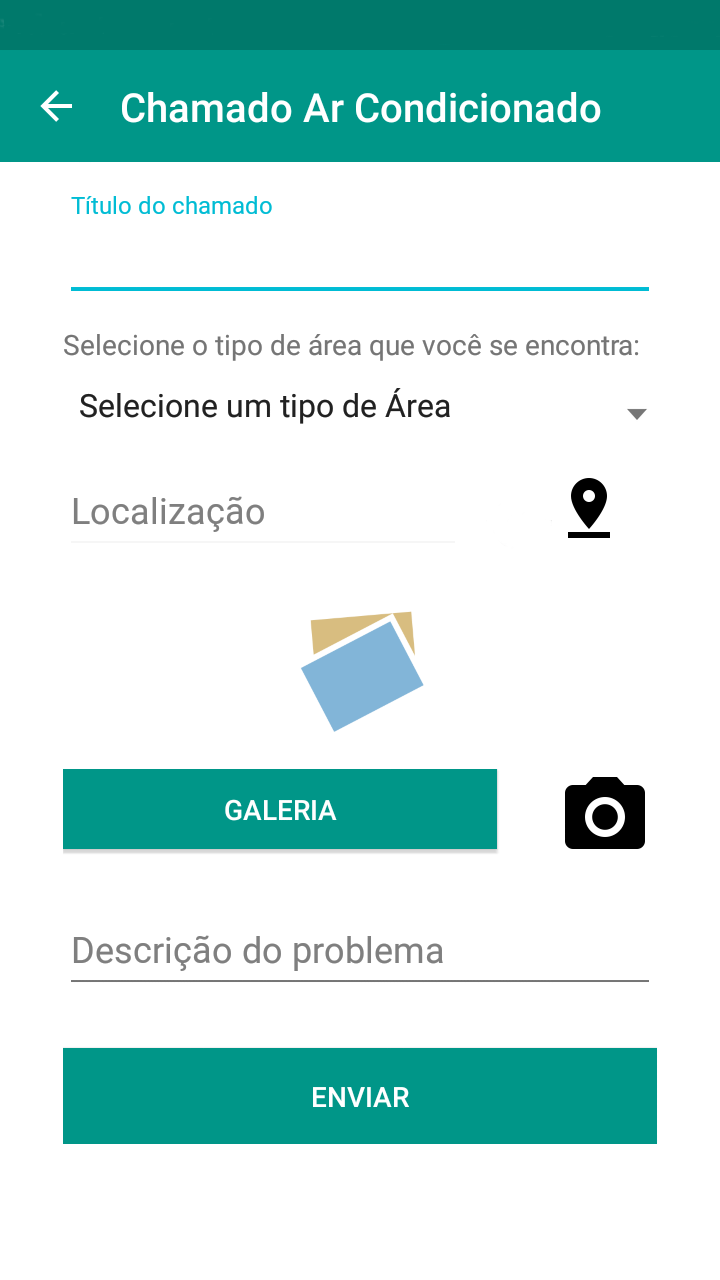 Chamado Ar Condicionado
Título do chamado
Selecione o tipo de área que você se encontra:
Selecione um tipo de Área
Localização
GALERIA
Descrição do problema
ENVIAR